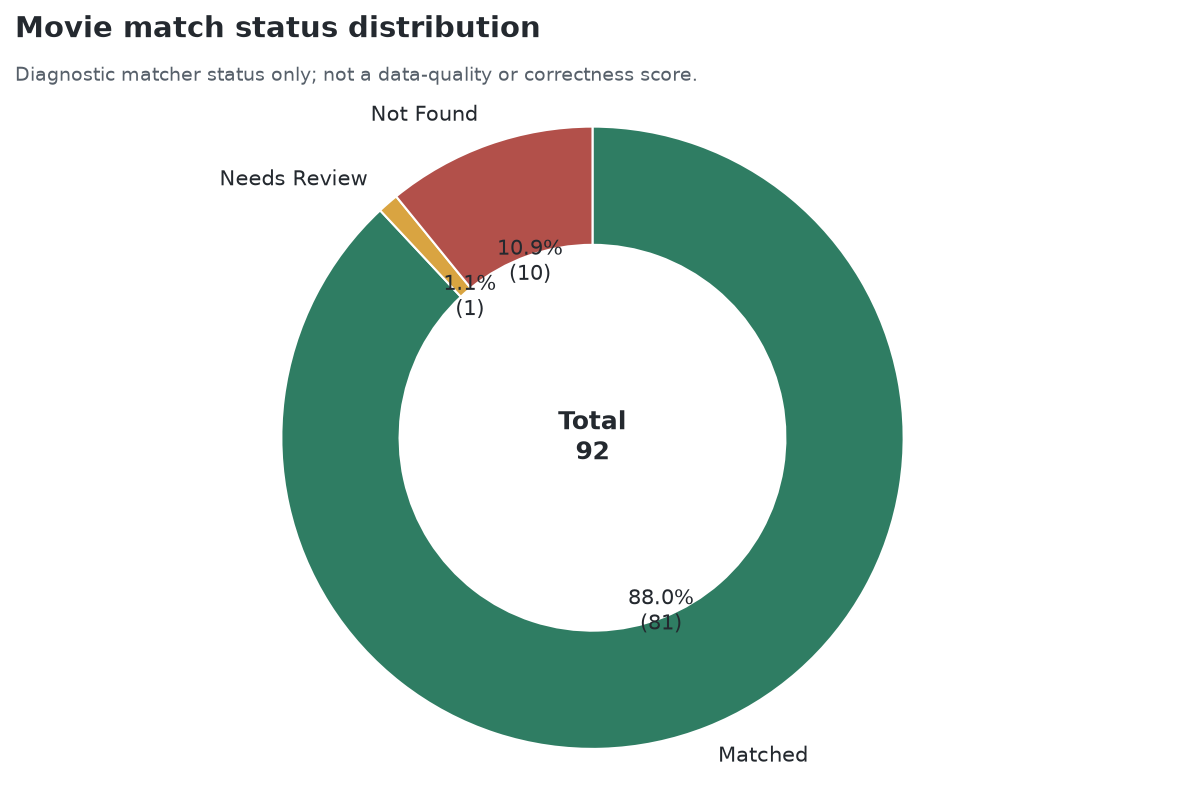 Movie match status distribution
Diagnostic matcher status only; not a data-quality or correctness score.
Not Found
Needs Review
10.9%
(10)
1.1%
(1)
Total
92
88.0%
(81)
Matched